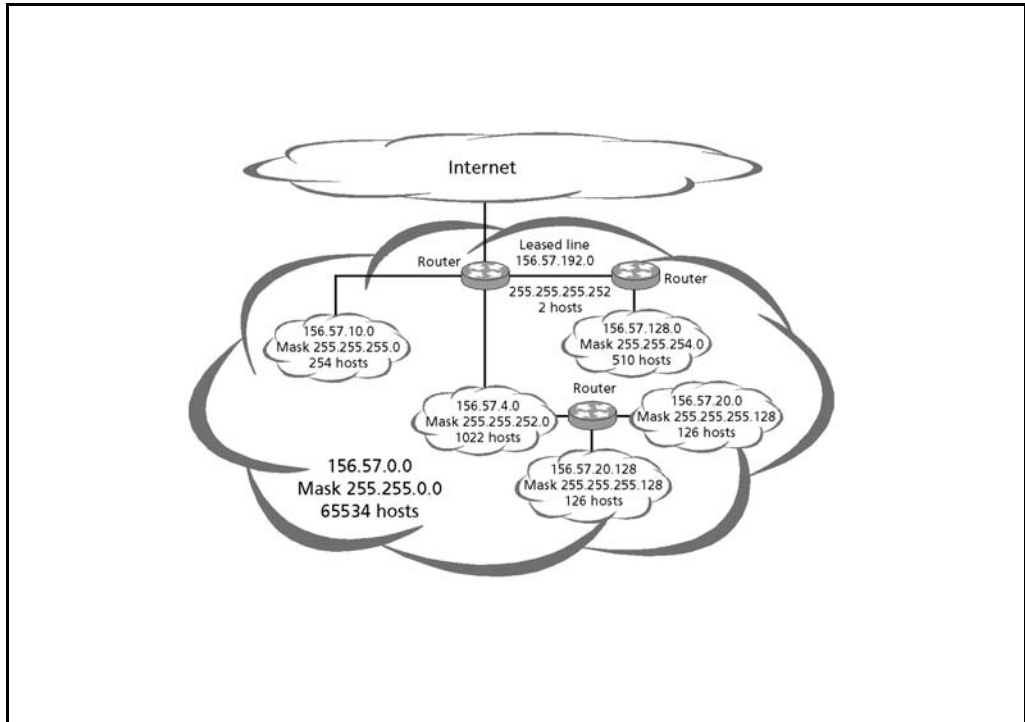 Internet
Leased line
156.57.192.0
Router
Router
255.255.255.252
2 hosts
156.57.10.0
Mask 255.255.255.0
254 hosts
156.57.128.0
Mask 255.255.254.0
510 hosts
Router
156.57.4.0
Mask 255.255.252.0
1022 hosts
156.57.20.0
Mask 255.255.255.128
126 hosts
156.57.20.128
Mask 255.255.255.128
126 hosts
156.57.0.0
Mask 255.255.0.0
65534 hosts